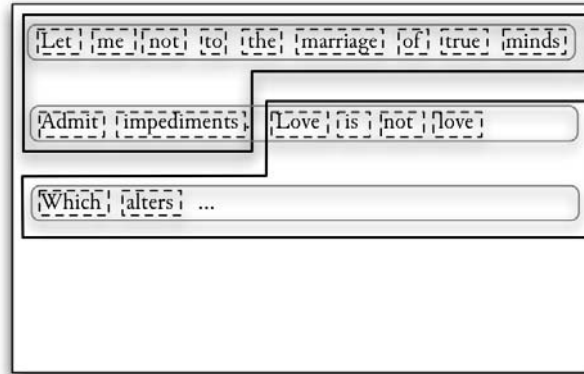 Let me not to the marriage of true minds
Admit impediments. Love is not love
Which alters ...